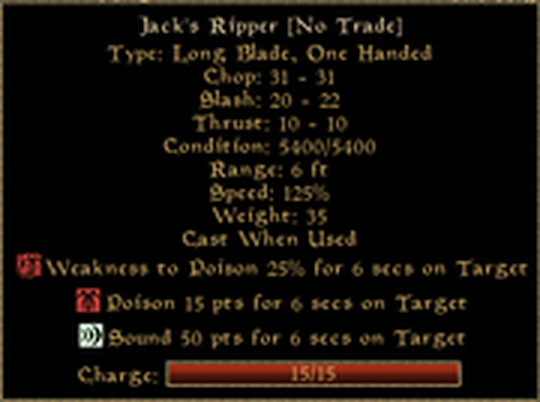 Jack's Ripper [No Trade]
Type: Long Blade, One Handed
Chop: 31 - 31
Slash: 20 - 22
Thrust: 10 - 10
Condition: 5400/5400
Range: 6 ft
Speed: 125%
Weight: 35
Cast When Used
Weakness to Poison 25% for 6 secs on Target
Poison 15 pts for 6 secs on Target
Sound 50 pts for 6 secs on Target
Charge: 15/15